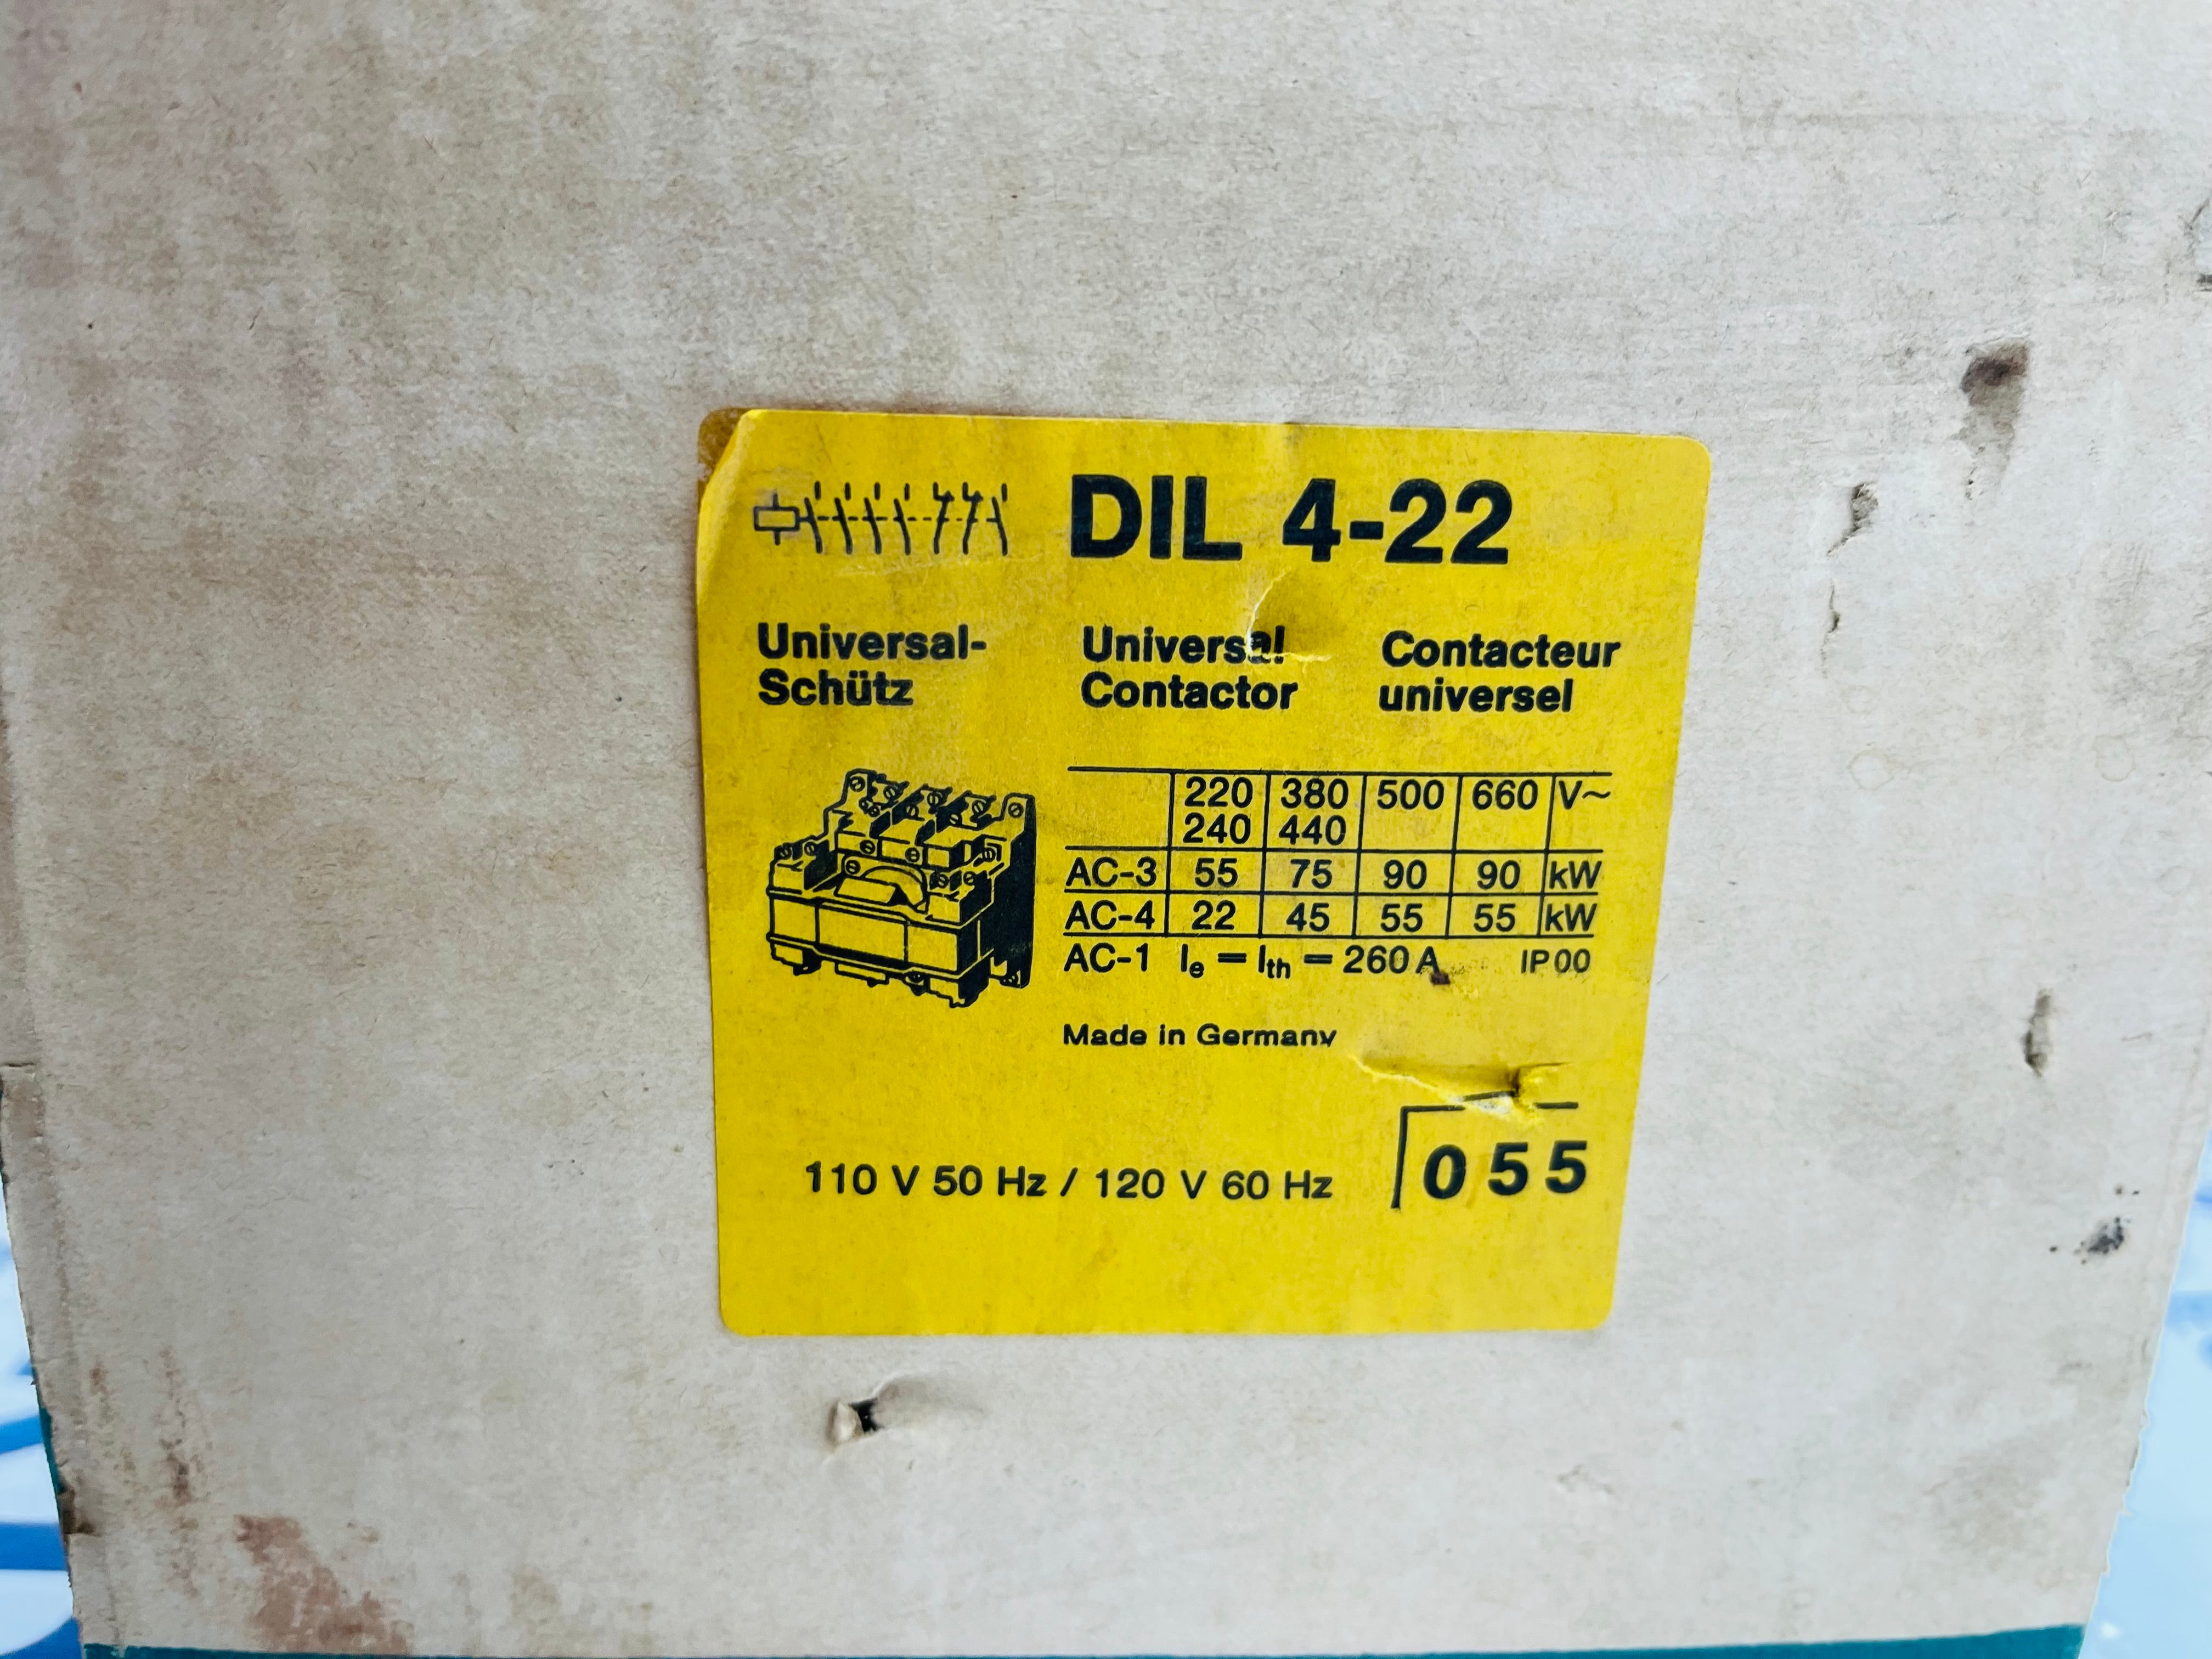 DIL 4-22
Universal-
Schütz
Universal
Contactor
Contacteur
universel
220 380 500 660 V~
240 440
AC-3 55 75 90 90 kW
AC-4 22 45 55 55 kW
AC-1 Ie = Ith = 260 A IP00
Made in Germany
110 V 50 Hz / 120 V 60 Hz
055